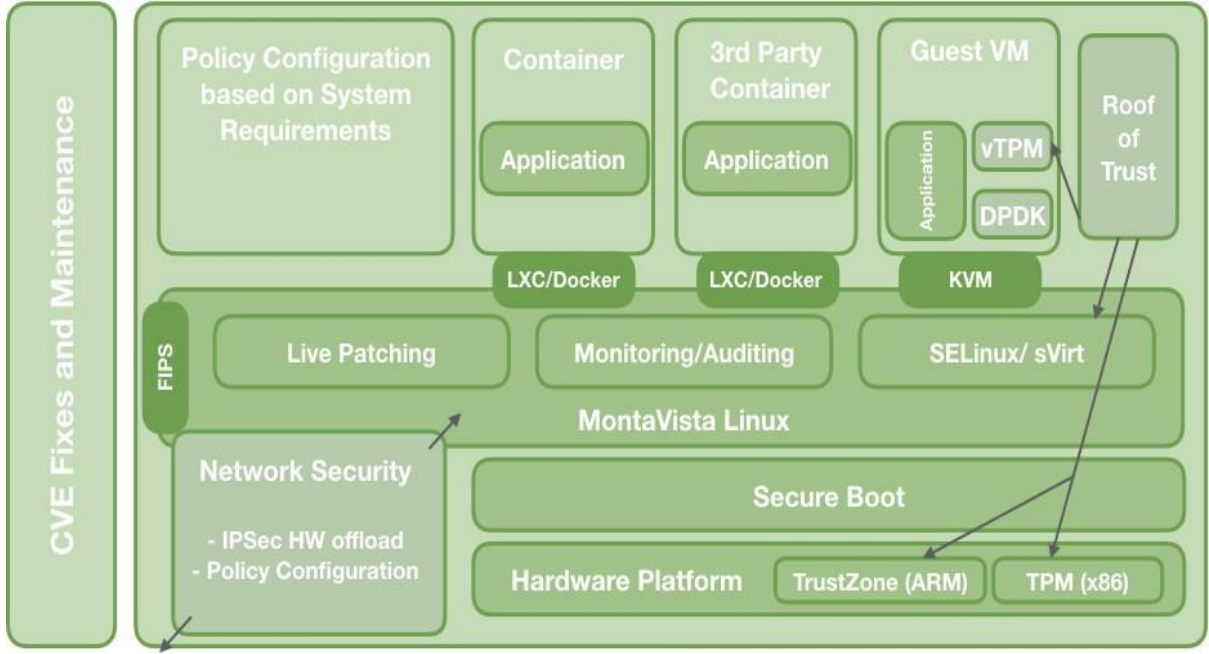 CVE Fixes and Maintenance
Policy Configuration
based on System
Requirements
Container
Application
LXC/Docker
3rd Party
Container
Application
LXC/Docker
Guest VM
Application
vTPM
DPDK
KVM
Roof
of
Trust
FIPS
Live Patching
Monitoring/Auditing
SELinux/ sVirt
MontaVista Linux
Network Security
- IPSec HW offload
- Policy Configuration
Secure Boot
Hardware Platform
TrustZone (ARM)
TPM (x86)